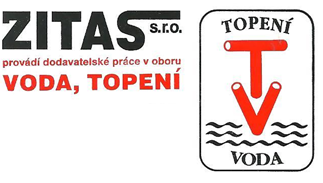 ZITAS s.r.o.
provádí dodavatelské práce v oboru
VODA, TOPENÍ
TOPENÍ
TV
VODA